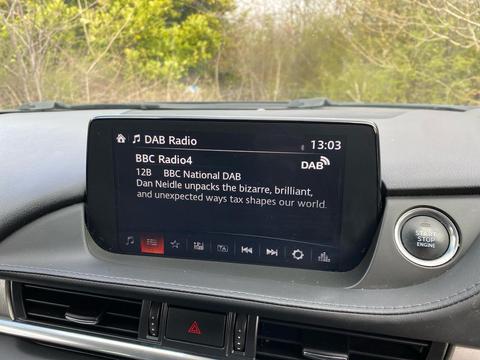 DAB Radio
13:03
BBC Radio4
DAB
12B BBC National DAB
Dan Neidle unpacks the bizarre, brilliant,
and unexpected ways tax shapes our world.
TA
START
STOP
ENGINE